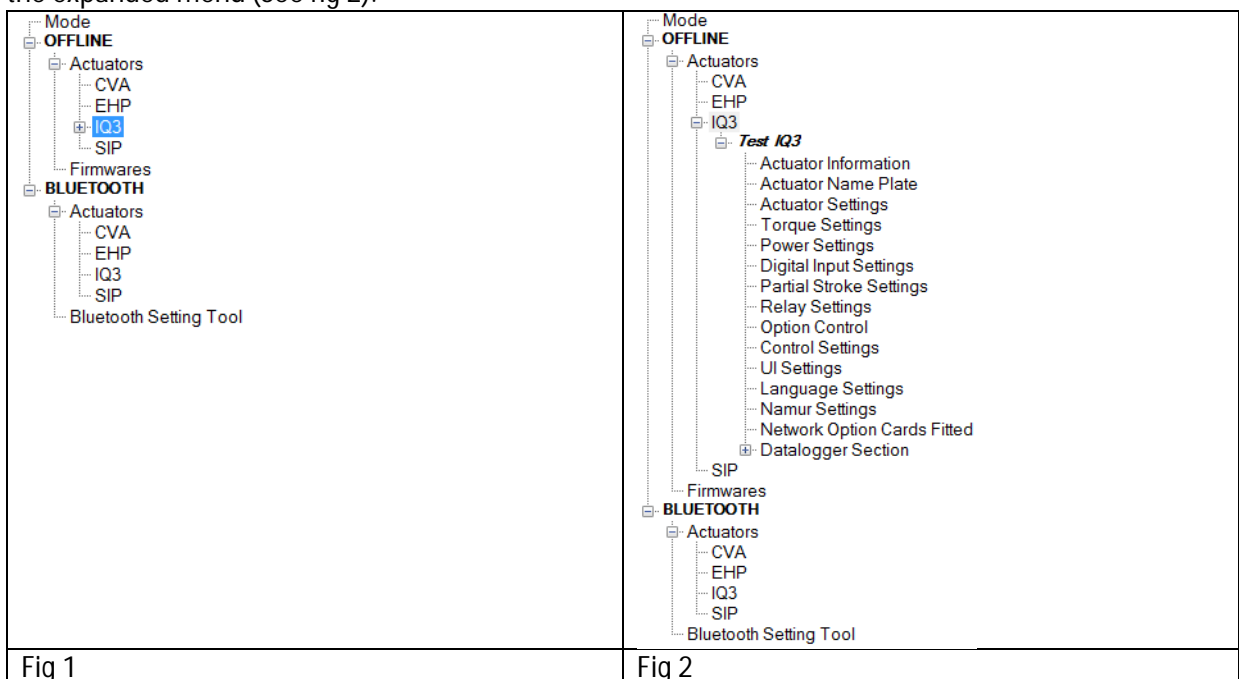 the expanded menu (see fig 2).
Mode
OFFLINE
Actuators
CVA
EHP
IQ3
SIP
Firmwares
BLUETOOTH
Actuators
CVA
EHP
IQ3
SIP
Bluetooth Setting Tool
Fig 1
Mode
OFFLINE
Actuators
CVA
EHP
IQ3
Test IQ3
Actuator Information
Actuator Name Plate
Actuator Settings
Torque Settings
Power Settings
Digital Input Settings
Partial Stroke Settings
Relay Settings
Option Control
Control Settings
UI Settings
Language Settings
Namur Settings
Network Option Cards Fitted
Datalogger Section
SIP
Firmwares
BLUETOOTH
Actuators
CVA
EHP
IQ3
SIP
Bluetooth Setting Tool
Fig 2